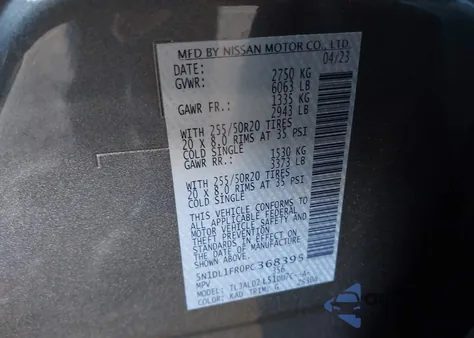 MFD BY NISSAN MOTOR CO., LTD.
DATE: 04/23
GVWR: 2750 KG
6063 LB
GAWR FR.: 1335 KG
2943 LB
WITH 255/50R20 TIRES
20 X 8.0 RIMS AT 35 PSI
COLD SINGLE
GAWR RR.: 1530 KG
3373 LB
WITH 255/50R20 TIRES
20 X 8.0 RIMS AT 35 PSI
COLD SINGLE
THIS VEHICLE CONFORMS TO
ALL APPLICABLE FEDERAL
MOTOR VEHICLE SAFETY AND
THEFT PREVENTION
STANDARDS IN EFFECT ON
THE DATE OF MANUFACTURE
SHOWN ABOVE.
5N1DL1FR0PC368395
MPV
MODEL:
COLOR: KAD TRIM: G